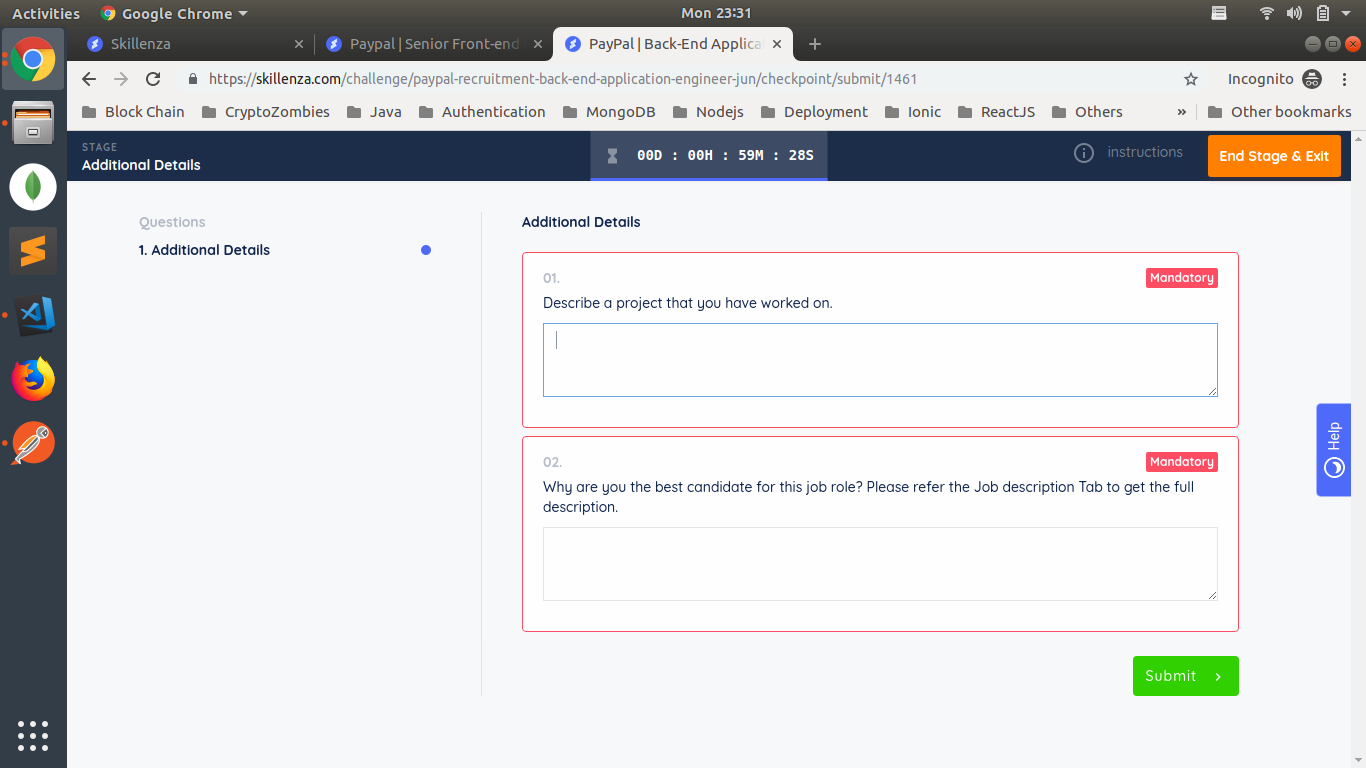 Activities Google Chrome Mon 23:31
Skillenza Paypal | Senior Front-end PayPal | Back-End Applica
https://skillenza.com/challenge/paypal-recruitment-back-end-application-engineer-jun/checkpoint/submit/1461 Incognito
Block Chain CryptoZombies Java Authentication MongoDB Nodejs Deployment Ionic ReactJS Others » Other bookmarks
STAGE
Additional Details
00D : 00H : 59M : 28S
instructions
End Stage & Exit
Questions
1. Additional Details
Additional Details
01.
Mandatory
Describe a project that you have worked on.
02.
Mandatory
Why are you the best candidate for this job role? Please refer the Job description Tab to get the full
description.
Submit
Help